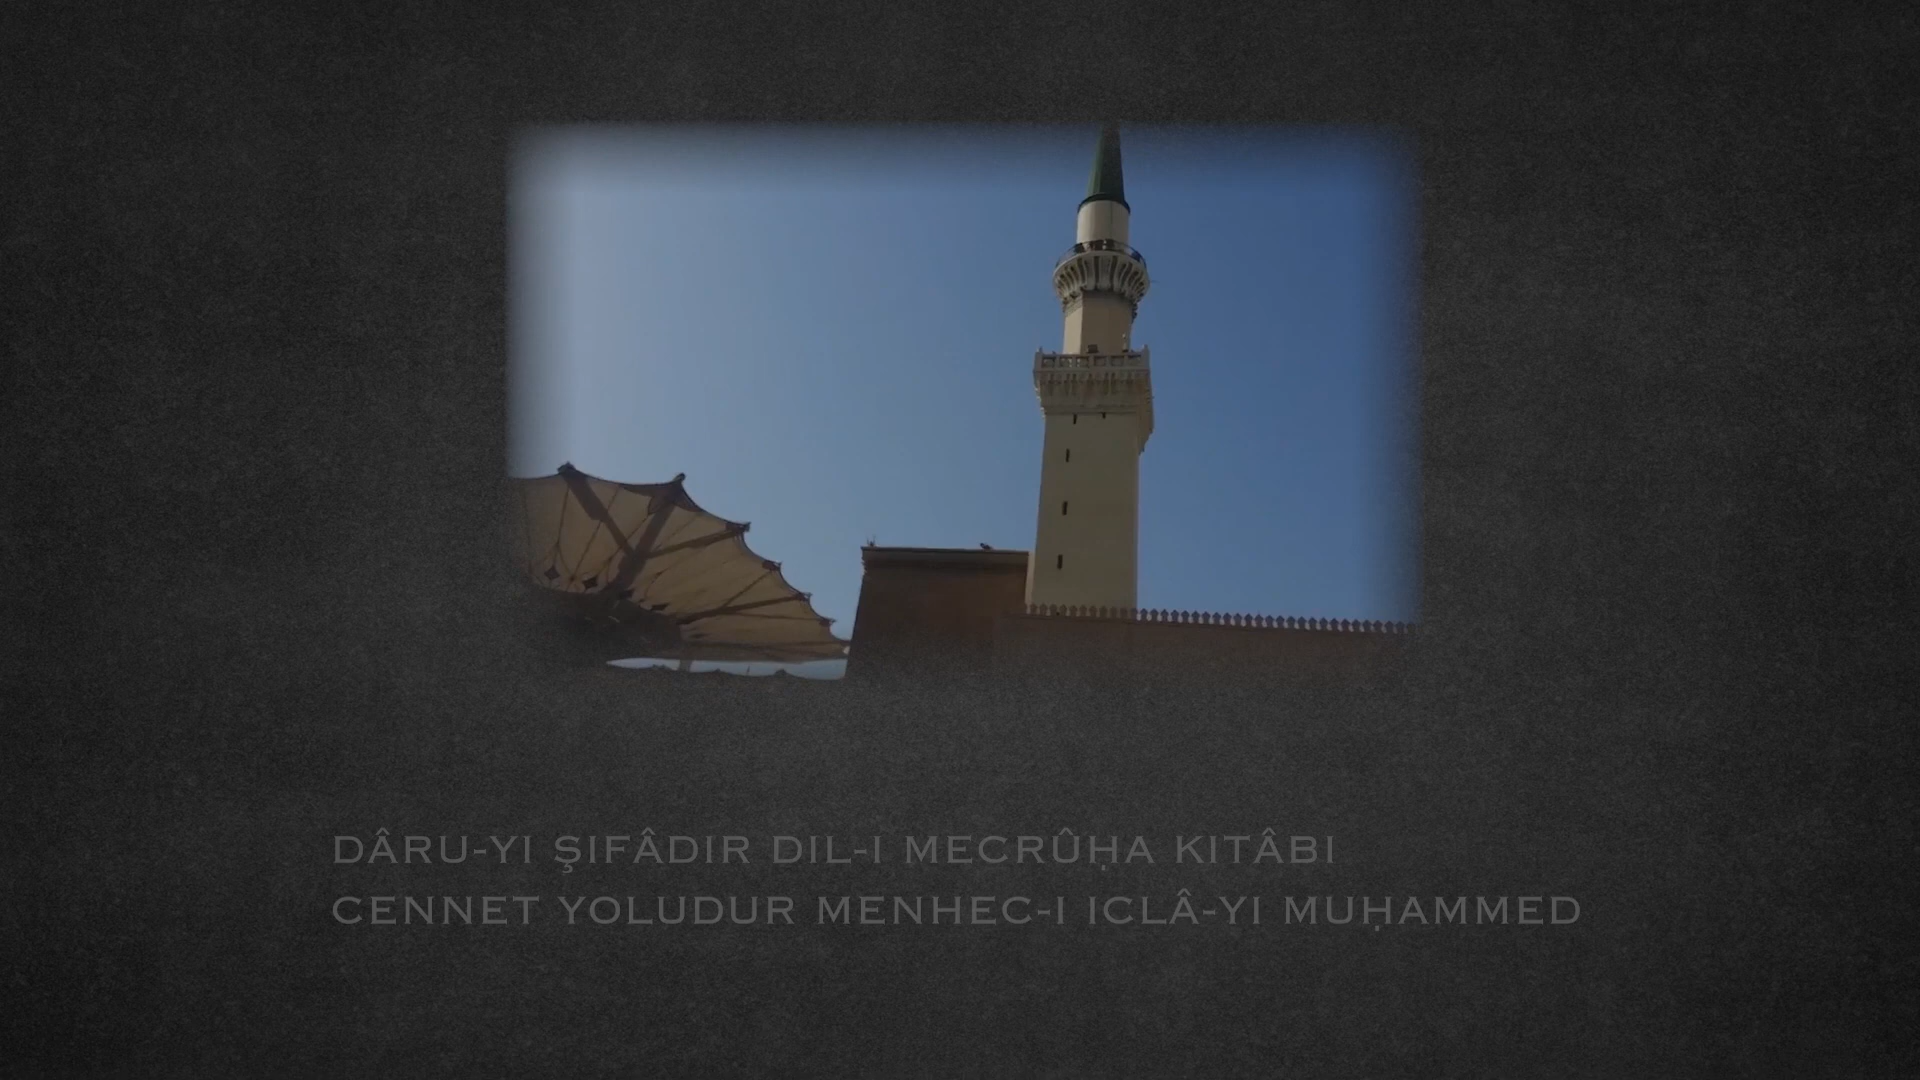 DÂRU-YI ŞIFÂDIR DIL-I MECRÛḤA KITÂBI
CENNET YOLUDUR MENHEC-I ICLÂ-YI MUḤAMMED